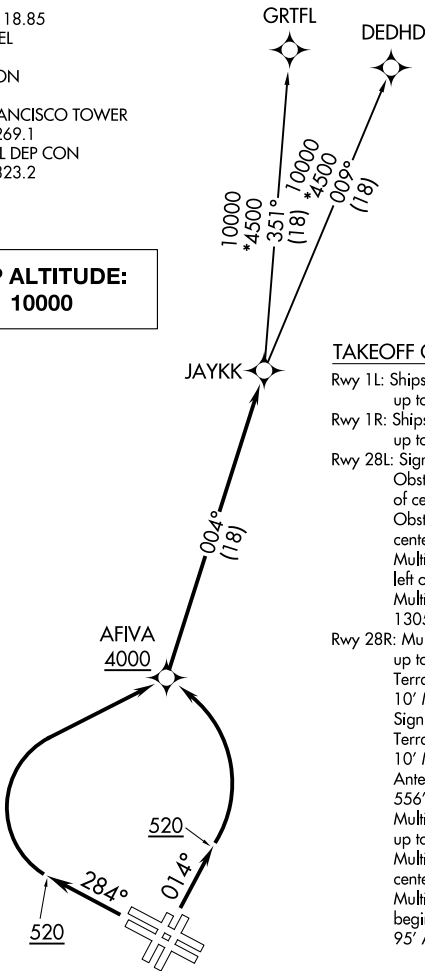 18.85
EL
ON
ANCISCO TOWER
269.1
L DEP CON
323.2
P ALTITUDE:
10000
GRTFL
DEDHD
10000
*4500
351°
(18)
10000
*4500
009°
(18)
JAYKK
004°
(18)
AFIVA
4000
520
284°
014°
520
TAKEOFF O
Rwy 1L: Ships
up to
Rwy 1R: Ships
up to
Rwy 28L: Sign
Obst
of ce
Obst
cente
Multi
left o
Multi
1305
Rwy 28R: Mu
up to
Terra
10' M
Sign
Terra
10' M
Ante
556'
Multi
up to
Multi
cente
Multi
begin
95' A